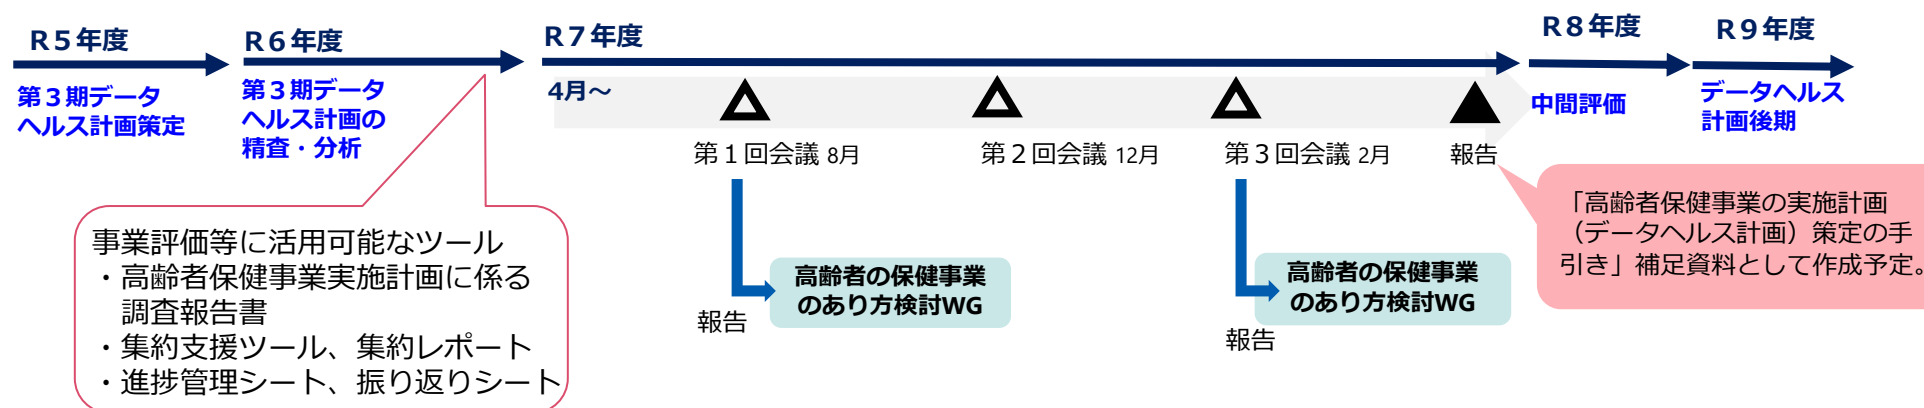 R5年度
R6年度
R7年度
R8年度
R9年度
第3期データ
ヘルス計画策定
第3期データ
ヘルス計画の
精査・分析
4月～
中間評価
データヘルス
計画後期
第1回会議 8月
第2回会議 12月
第3回会議 2月
報告
事業評価等に活用可能なツール
・高齢者保健事業実施計画に係る
調査報告書
・集約支援ツール、集約レポート
・進捗管理シート、振り返りシート
報告
高齢者の保健事業
のあり方検討WG
報告
高齢者の保健事業
のあり方検討WG
「高齢者保健事業の実施計画
（データヘルス計画）策定の手
引き」補足資料として作成予定。